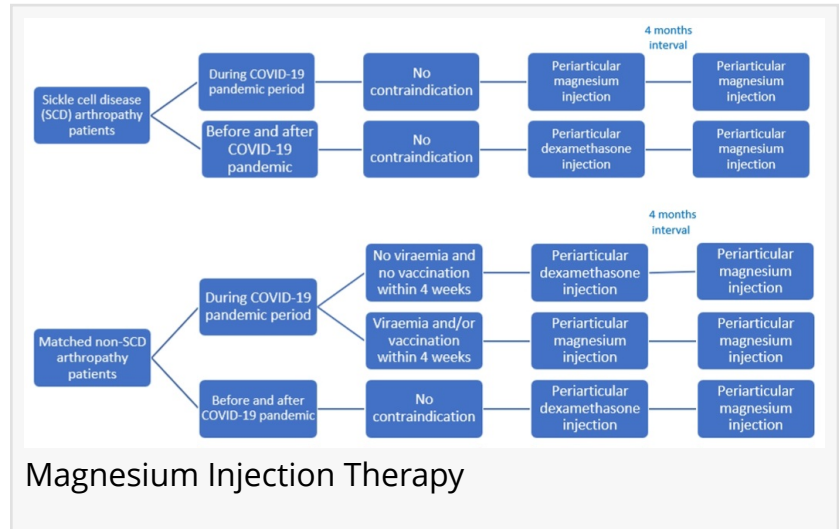 4 months
interval
During COVID-19
pandemic period
No
contraindication
Periarticular
magnesium
injection
Periarticular
magnesium
injection
Sickle cell disease
(SCD) arthropathy
patients
Before and after
COVID-19
pandemic
No
contraindication
Periarticular
dexamethasone
injection
Periarticular
magnesium
injection
4 months
interval
No viraemia and
no vaccination
within 4 weeks
Periarticular
dexamethasone
injection
Periarticular
magnesium
injection
During COVID-19
pandemic period
Viraemia and/or
vaccination
within 4 weeks
Periarticular
magnesium
injection
Periarticular
magnesium
injection
Matched non-SCD
arthropathy
patients
Before and after
COVID-19 pandemic
No
contraindication
Periarticular
dexamethasone
injection
Periarticular
magnesium
injection
Magnesium Injection Therapy